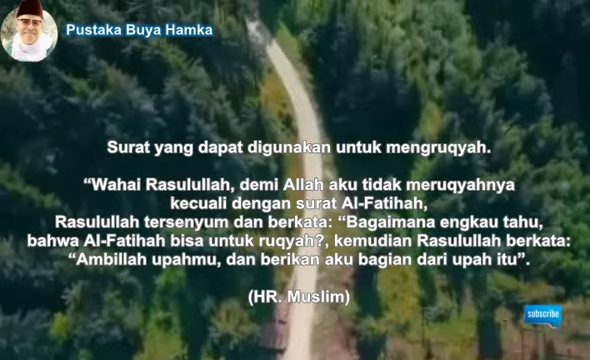 Pustaka Buya Hamka
Surat yang dapat digunakan untuk mengruqyah.
“Wahai Rasulullah, demi Allah aku tidak meruqyahnya
kecuali dengan surat Al-Fatihah,
Rasulullah tersenyum dan berkata: “Bagaimana engkau tahu,
bahwa Al-Fatihah bisa untuk ruqyah?, kemudian Rasulullah berkata:
“Ambillah upahmu, dan berikan aku bagian dari upah itu”.
(HR. Muslim)
subscribe